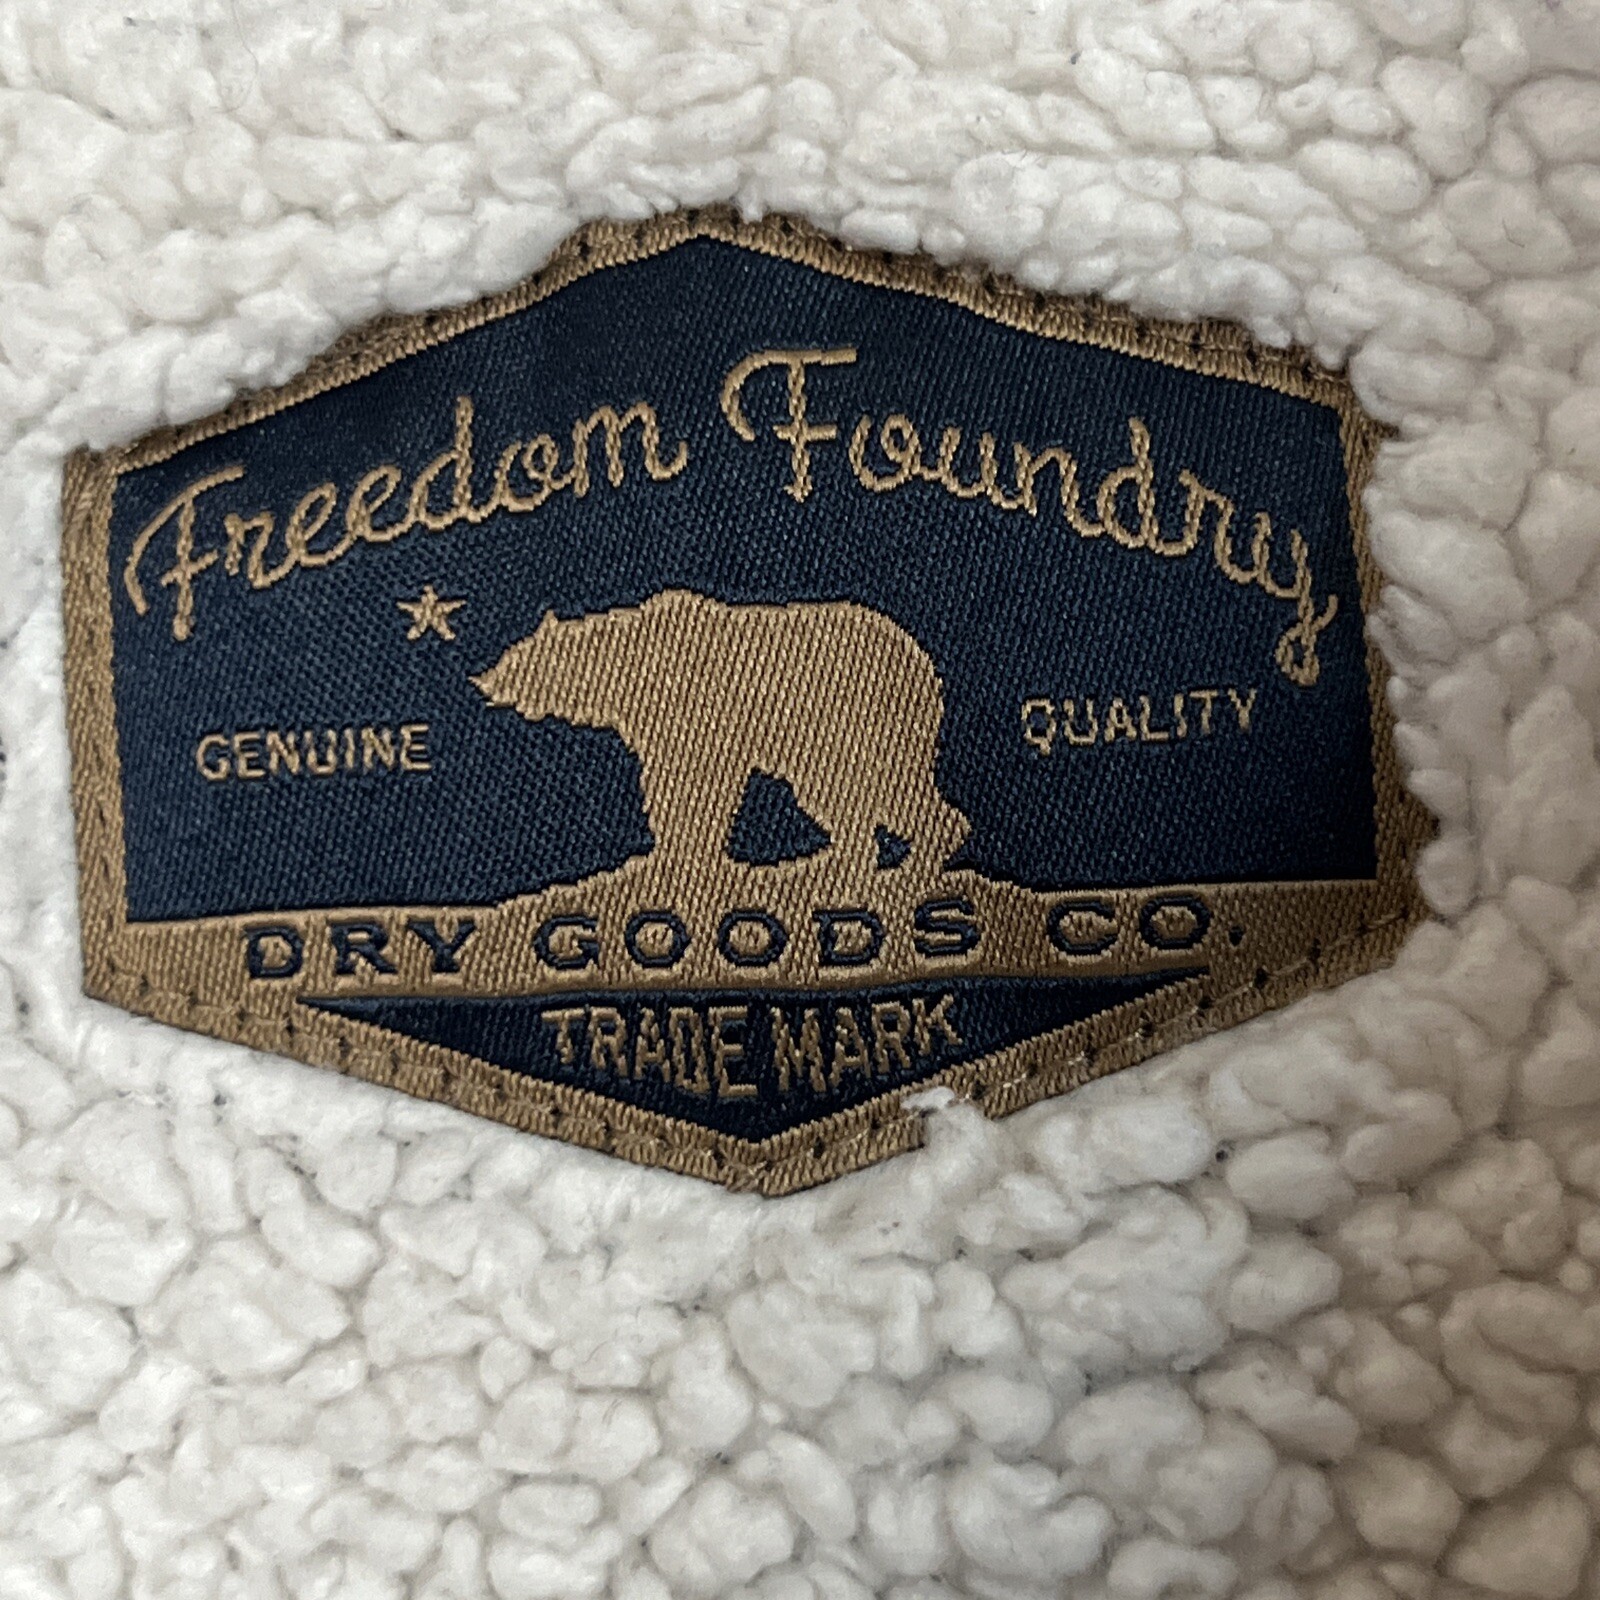 Freedom Foundry
GENUINE QUALITY
DRY GOODS CO.
TRADE MARK